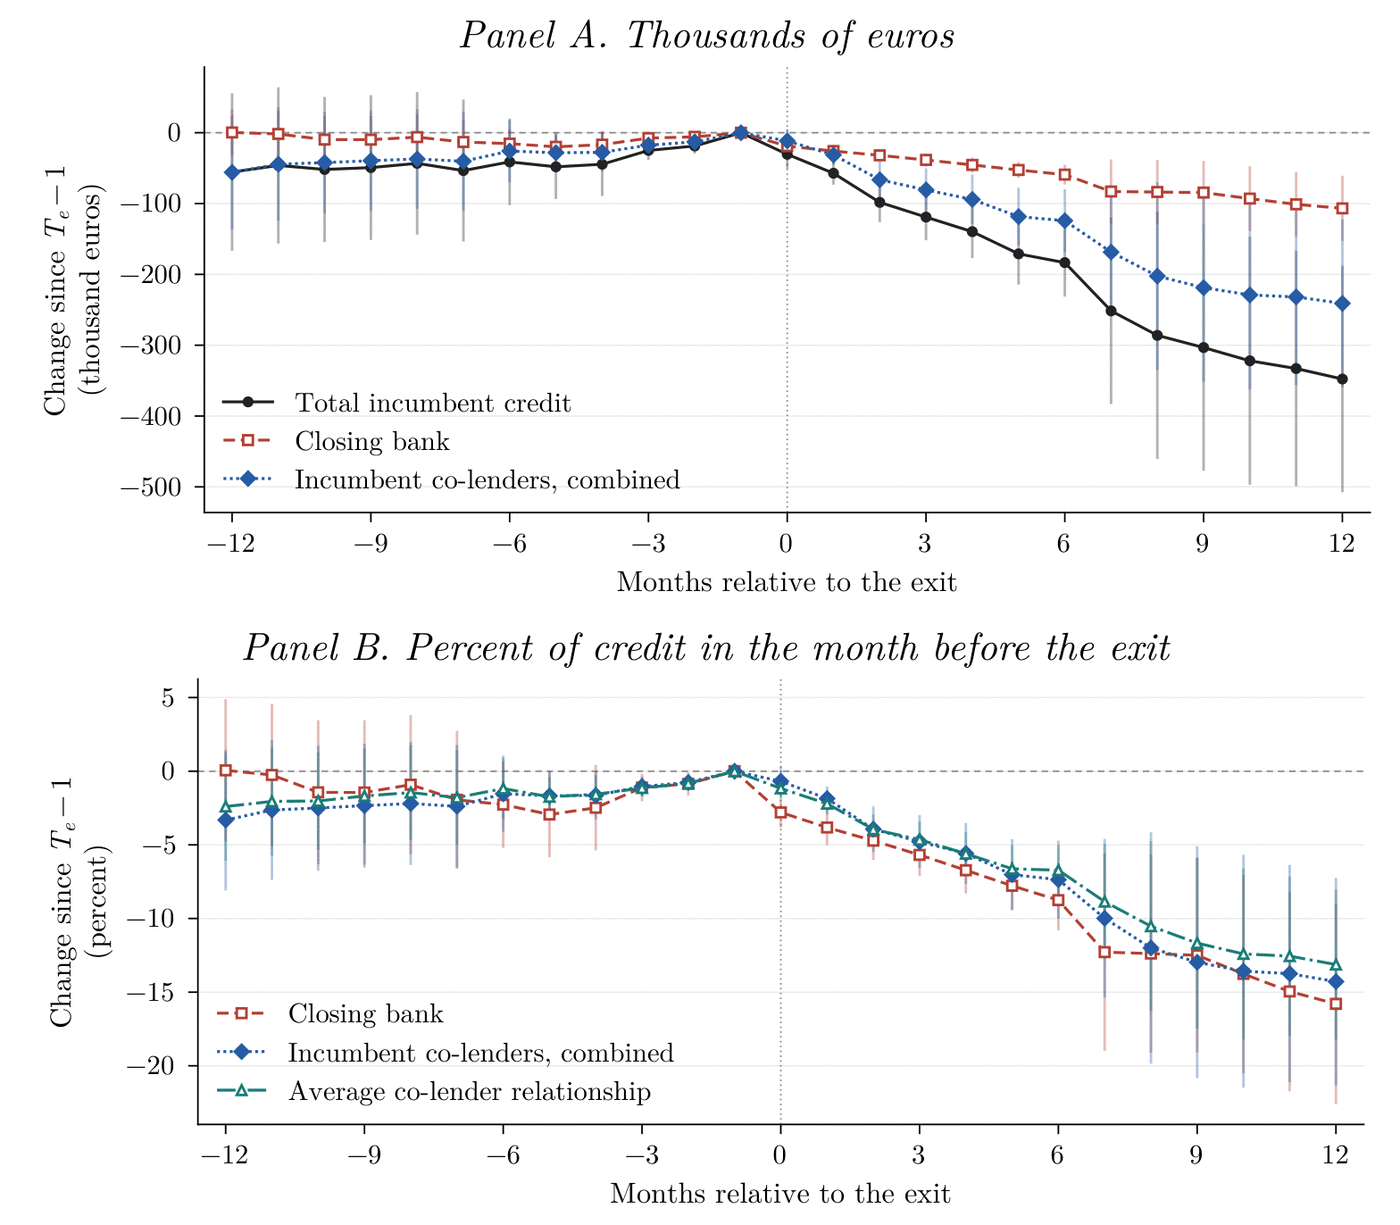 Panel A. Thousands of euros
Change since Tₑ − 1
(thousand euros)
0
−100
−200
−300
−400
−500
Total incumbent credit
Closing bank
Incumbent co-lenders, combined
−12 −9 −6 −3 0 3 6 9 12
Months relative to the exit
Panel B. Percent of credit in the month before the exit
Change since Tₑ − 1
(percent)
5
0
−5
−10
−15
−20
Closing bank
Incumbent co-lenders, combined
Average co-lender relationship
−12 −9 −6 −3 0 3 6 9 12
Months relative to the exit